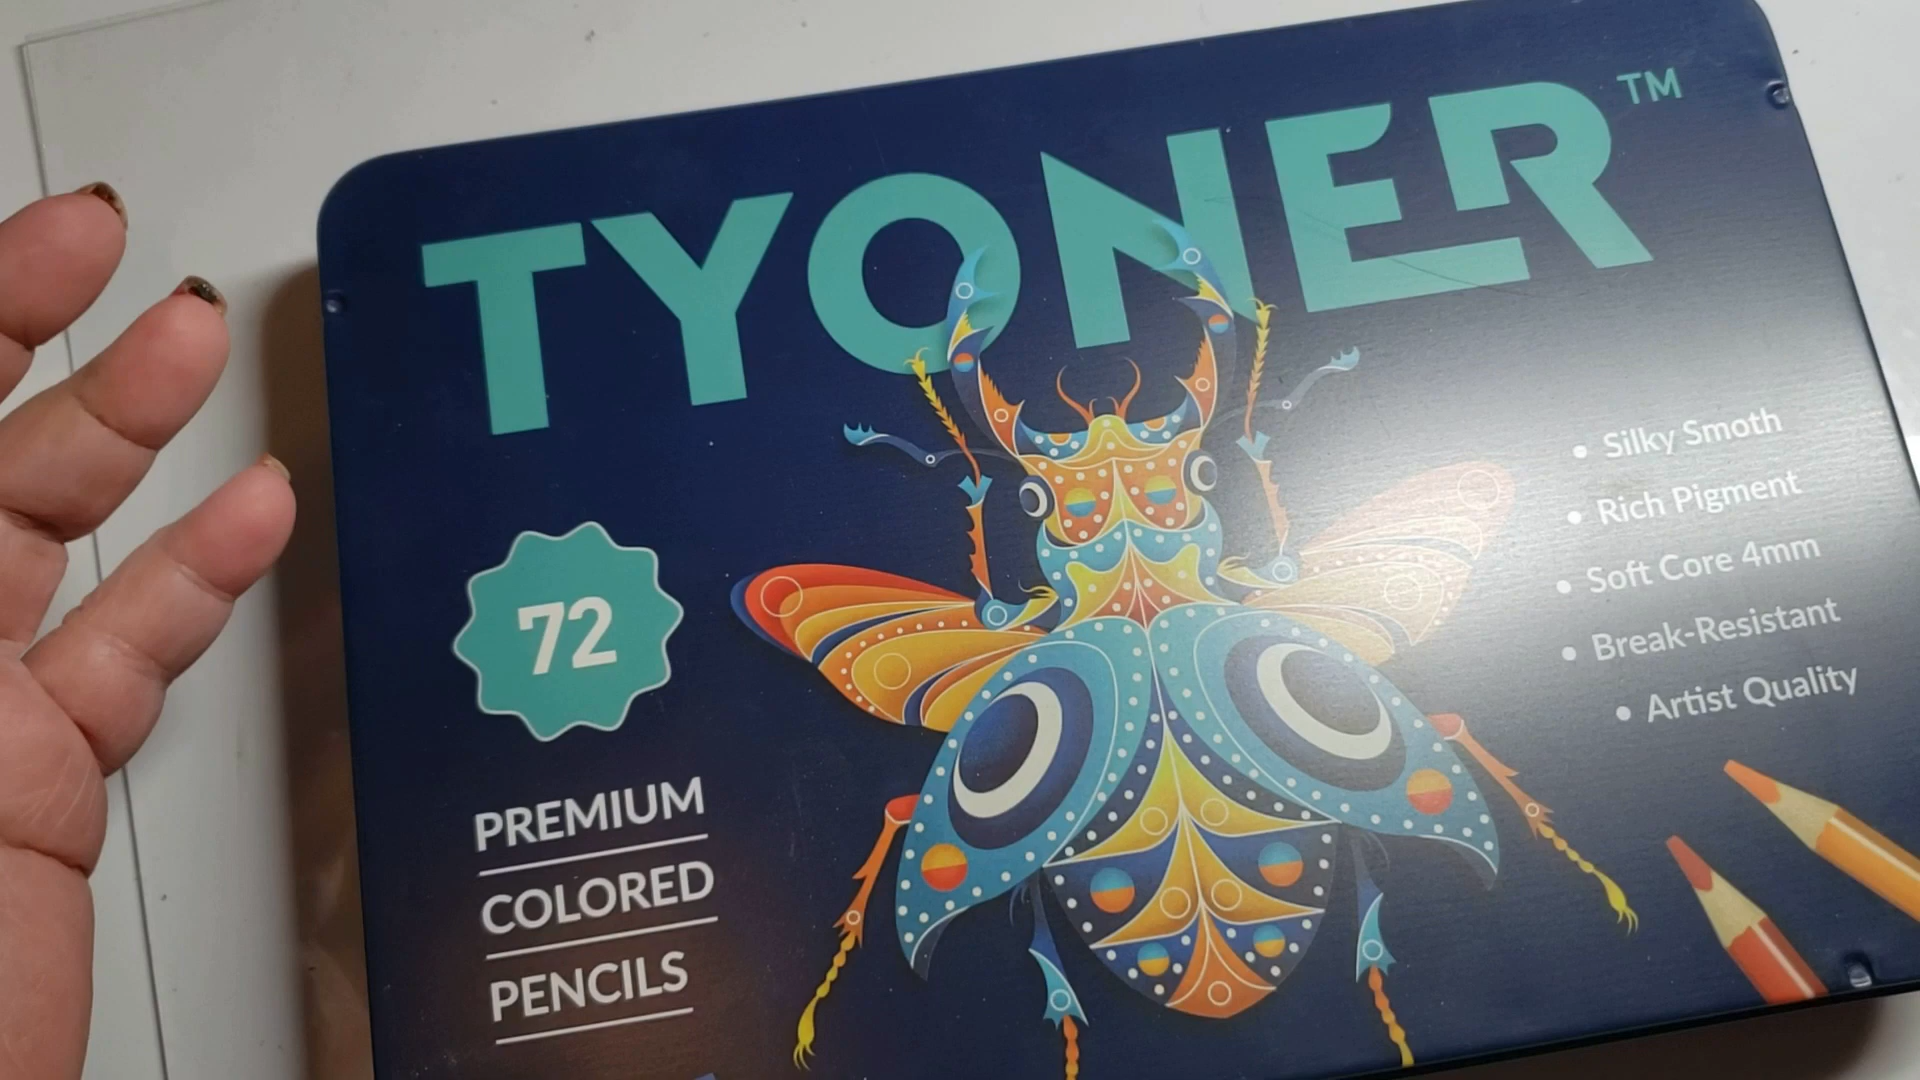 TYONER™
72
PREMIUM
COLORED
PENCILS
• Silky Smoth
• Rich Pigment
• Soft Core 4mm
• Break-Resistant
• Artist Quality